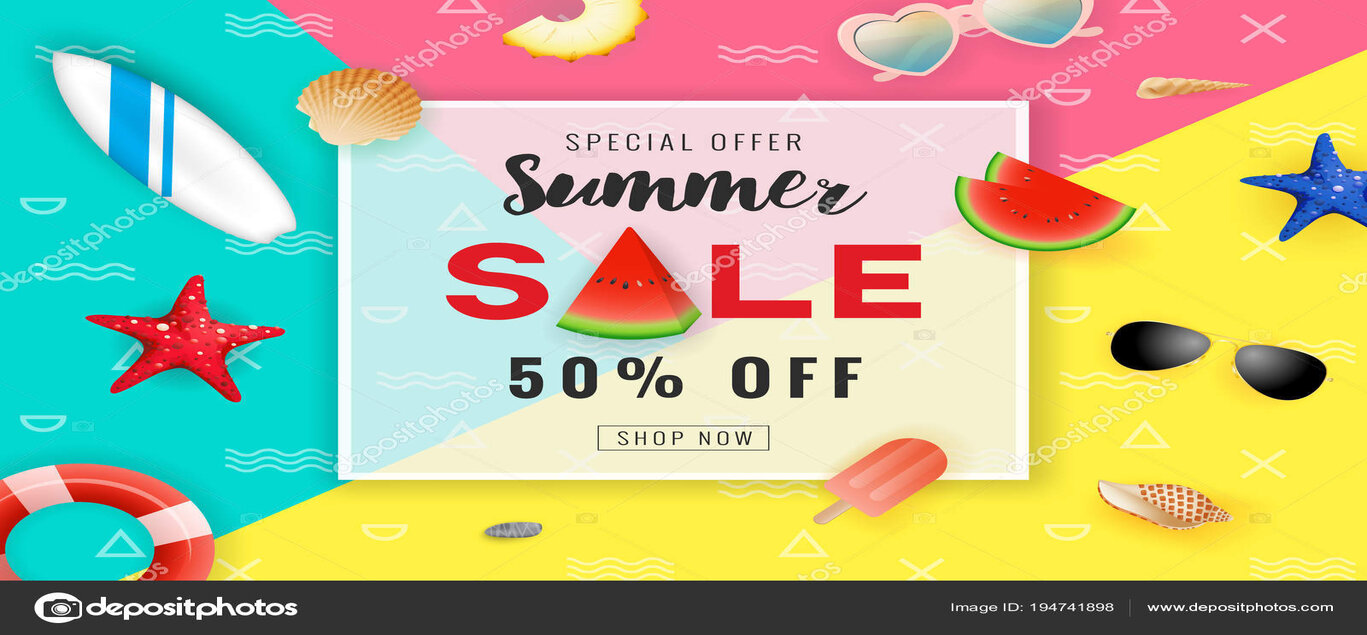 SPECIAL OFFER
Summer
SALE
50% OFF
SHOP NOW
depositphotos
Image ID: 194741898
www.depositphotos.com